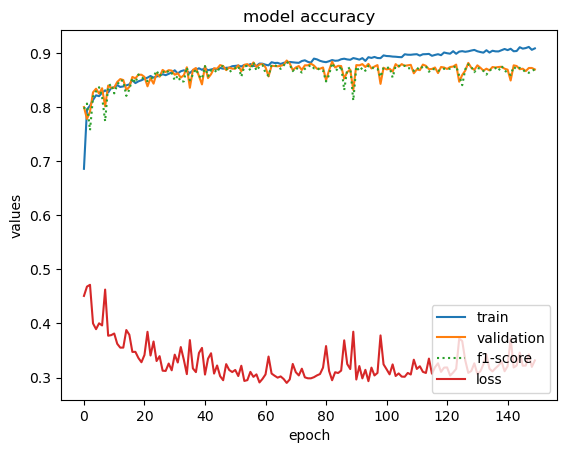 model accuracy
values
0.9
0.8
0.7
0.6
0.5
0.4
0.3
train
validation
f1-score
loss
0 20 40 60 80 100 120 140
epoch